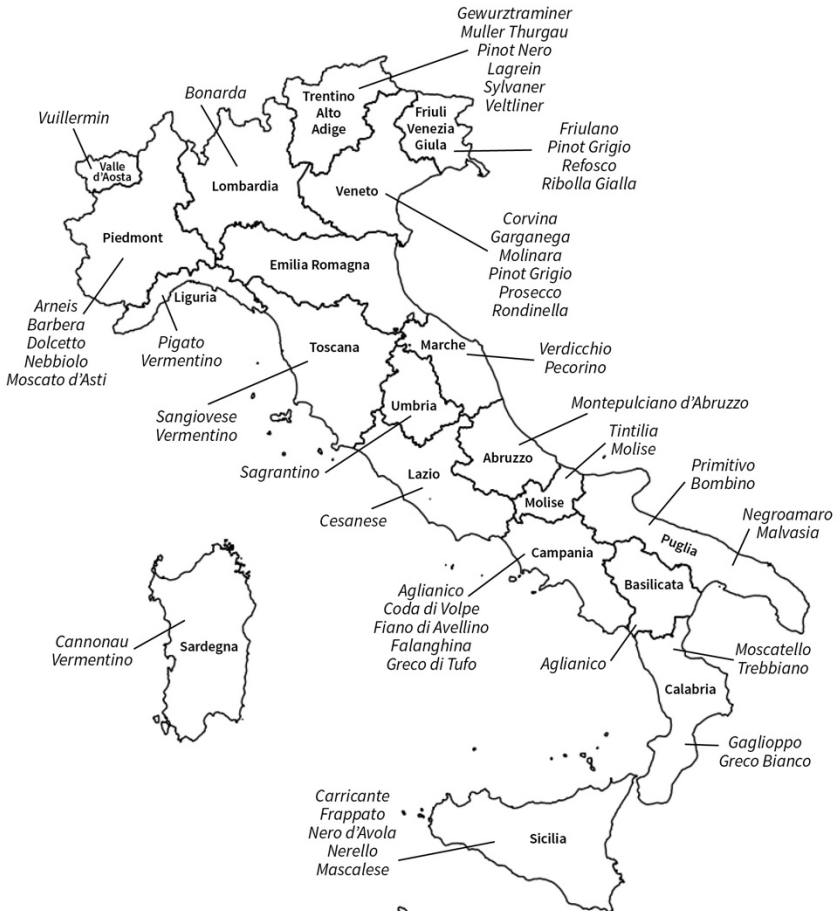 Gewurztraminer
Muller Thurgau
Pinot Nero
Lagrein
Sylvaner
Veltliner
Bonarda
Vuillermin
Trentino
Alto
Adige
Friuli
Venezia
Giula
Friulano
Pinot Grigio
Refosco
Ribolla Gialla
Valle
d'Aosta
Lombardia
Veneto
Piedmont
Corvina
Garganega
Molinara
Pinot Grigio
Prosecco
Rondinella
Emilia Romagna
Liguria
Arneis
Barbera
Dolcetto
Nebbiolo
Moscato d'Asti
Pigato
Vermentino
Toscana
Marche
Verdicchio
Pecorino
Sangiovese
Vermentino
Umbria
Montepulciano d'Abruzzo
Sagrantino
Abruzzo
Tintilia
Molise
Lazio
Cesanese
Molise
Primitivo
Bombino
Negroamaro
Malvasia
Puglia
Campania
Basilicata
Aglianico
Coda di Volpe
Fiano di Avellino
Falanghina
Greco di Tufo
Aglianico
Cannonau
Vermentino
Sardegna
Moscatello
Trebbiano
Calabria
Gaglioppo
Greco Bianco
Carricante
Frappato
Nero d'Avola
Nerello
Mascalese
Sicilia